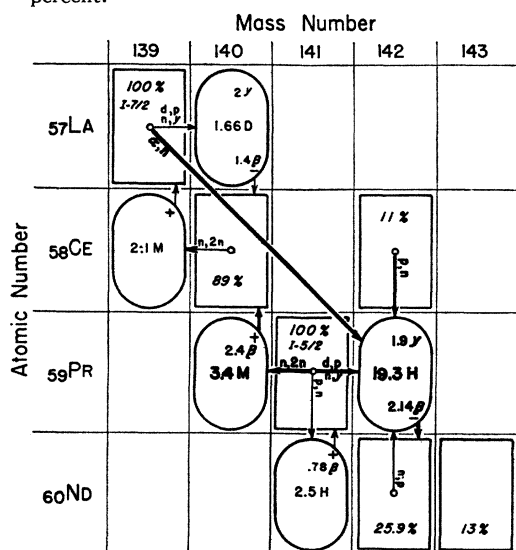 percent.
Mass Number
139 140 141 142 143
Atomic Number
57LA
100%
I-7/2
d,p
n,γ
α,n
2γ
1.66 D
1.4β
−
58CE
+
2.1 M
n,2n
89%
11%
p,n
59PR
+
2.4β
3.4 M
100%
I-5/2
n,2n
d,p
n,γ
p,n
1.9γ
19.3 H
2.14β
−
60ND
+
.78β
2.5 H
n,p
25.9%
13%